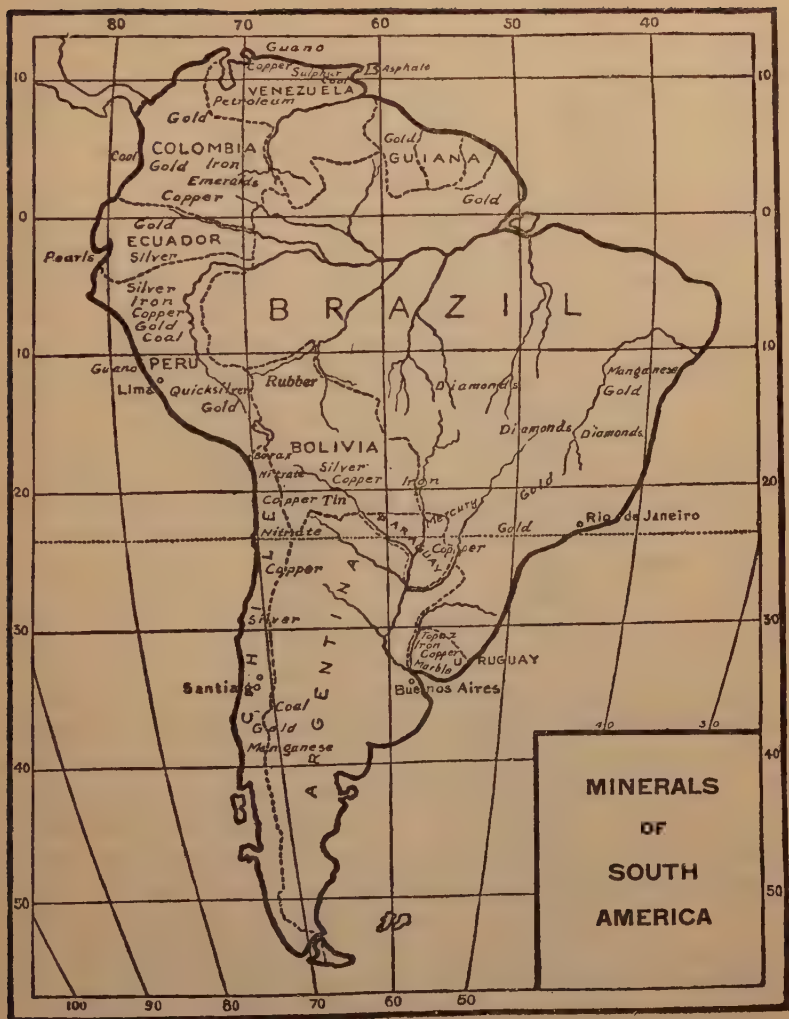 80 70 60 50 40
Guano
10 Copper Asphalt 10
Sulphur
Coal
VENEZUELA
Petroleum
Gold
Gold
COLOMBIA
GUIANA
Coal Gold Iron
Emeralds
Copper Gold
0 Gold 0
ECUADOR
Pearls Silver
Silver
Iron BRAZIL
Copper
Gold
Coal
10 10
Guano PERU
Manganese
Lima Quicksilver Rubber Diamonds Gold
Gold
Diamonds Diamonds
BOLIVIA
Borax
Silver
Nitrate Copper Iron
20 Gold 20
Copper Tin Mercury
PARAGUAY
Nitrate Gold Rio de Janeiro
Copper
Copper
CHILE
ARGENTINA
Silver
30 30
Topaz
Iron
Copper
Marble URUGUAY
Santiago Buenos Aires
Coal
Gold
Manganese
40 30
40 40
MINERALS
OF
SOUTH
AMERICA
50 50
100 90 80 70 60 50